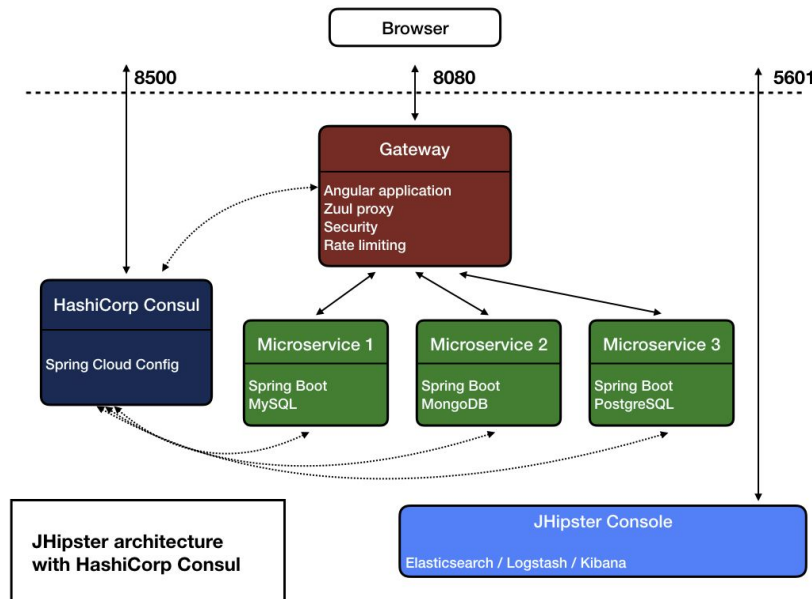 Browser
8500
8080
5601
Gateway
Angular application
Zuul proxy
Security
Rate limiting
HashiCorp Consul
Spring Cloud Config
Microservice 1
Spring Boot
MySQL
Microservice 2
Spring Boot
MongoDB
Microservice 3
Spring Boot
PostgreSQL
JHipster architecture
with HashiCorp Consul
JHipster Console
Elasticsearch / Logstash / Kibana